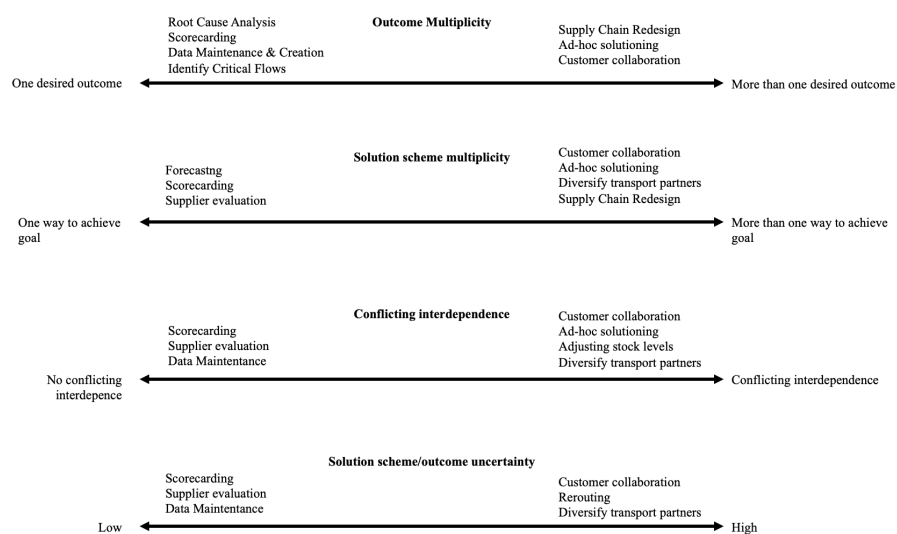 Outcome Multiplicity
Root Cause Analysis
Scorecarding
Data Maintenance & Creation
Identify Critical Flows
Supply Chain Redesign
Ad-hoc solutioning
Customer collaboration
One desired outcome
More than one desired outcome
Solution scheme multiplicity
Forecastng
Scorecarding
Supplier evaluation
Customer collaboration
Ad-hoc solutioning
Diversify transport partners
Supply Chain Redesign
One way to achieve
goal
More than one way to achieve
goal
Conflicting interdependence
Scorecarding
Supplier evaluation
Data Maintentance
Customer collaboration
Ad-hoc solutioning
Adjusting stock levels
Diversify transport partners
No conflicting
interdepence
Conflicting interdependence
Solution scheme/outcome uncertainty
Scorecarding
Supplier evaluation
Data Maintentance
Customer collaboration
Rerouting
Diversify transport partners
Low
High